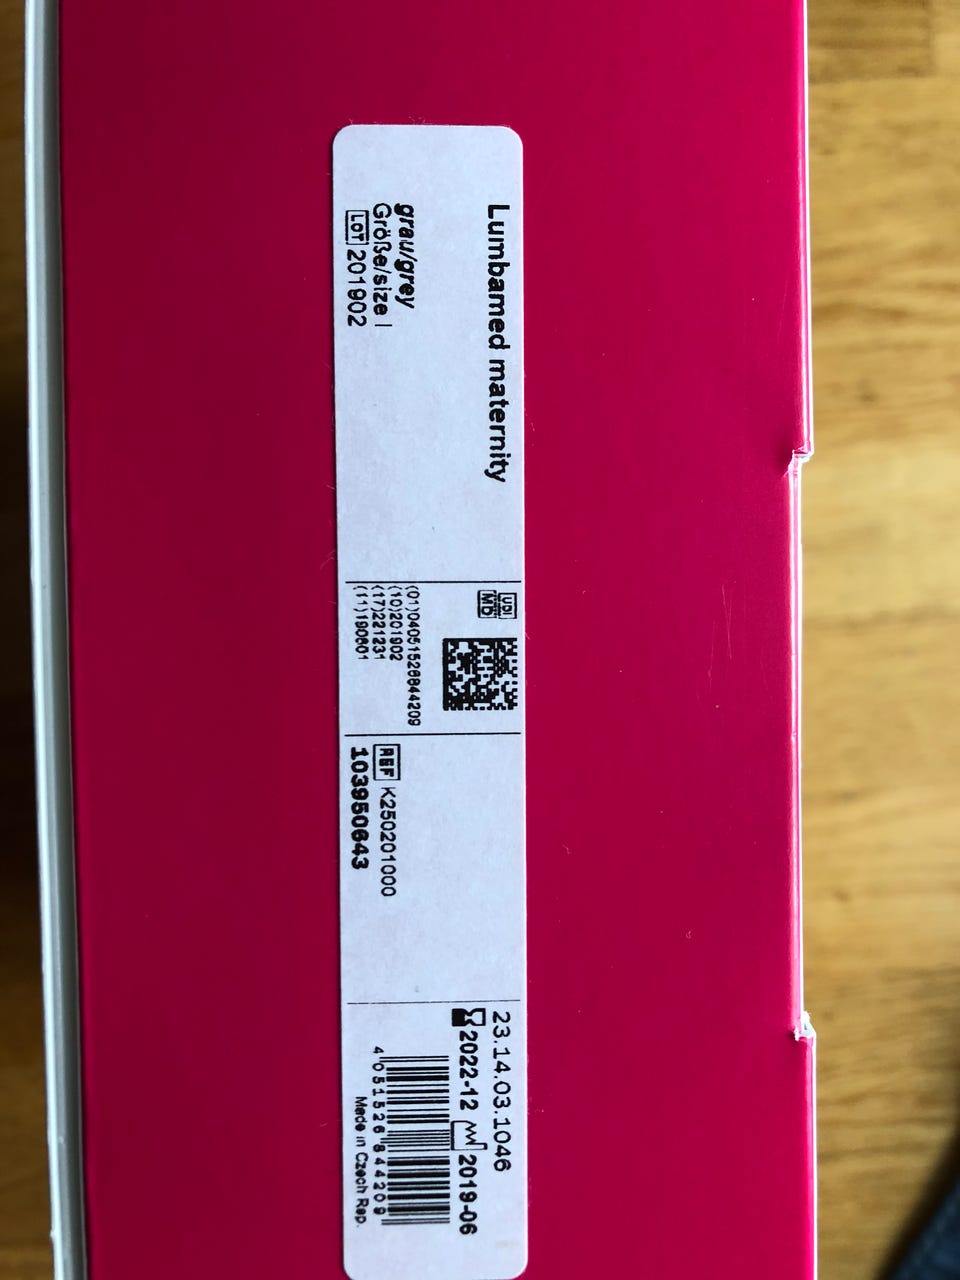 Lumbamed maternity
grau/grey
Größe/size I
LOT 201902
UDI
MD
(01)04051526844209
(10)201902
(17)221231
(11)190601
REF K250201000
103950643
23.14.03.1046
2022-12 2019-06
4 051526 844209
Made in Czech Rep.